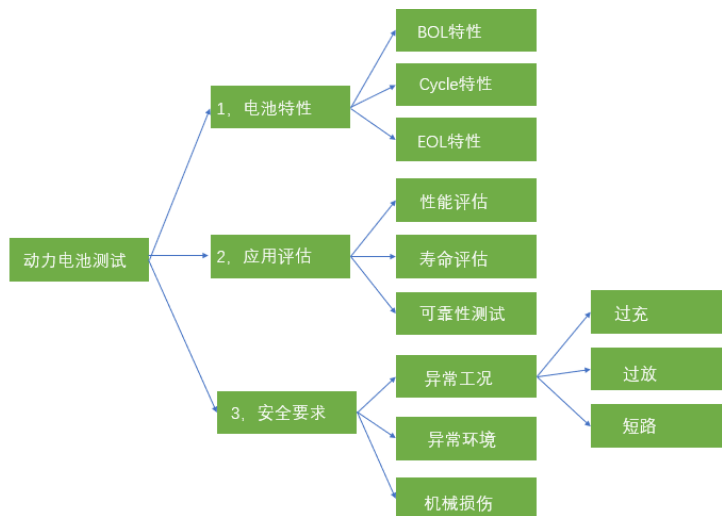 动力电池测试
1，电池特性
BOL特性
Cycle特性
EOL特性
2，应用评估
性能评估
寿命评估
可靠性测试
3，安全要求
异常工况
过充
过放
短路
异常环境
机械损伤